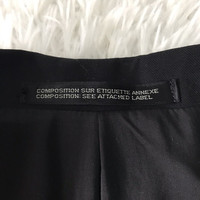 COMPOSITION SUR ETIQUETTE ANNEXE
COMPOSITION: SEE ATTACHED LABEL